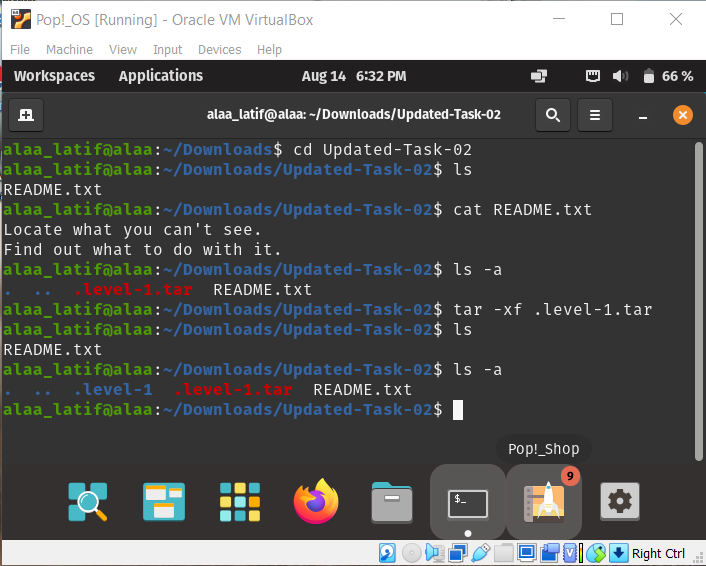 Pop!_OS [Running] - Oracle VM VirtualBox
File Machine View Input Devices Help
Workspaces Applications Aug 14 6:32 PM 66 %
alaa_latif@alaa: ~/Downloads/Updated-Task-02
alaa_latif@alaa:~/Downloads$ cd Updated-Task-02
alaa_latif@alaa:~/Downloads/Updated-Task-02$ ls
README.txt
alaa_latif@alaa:~/Downloads/Updated-Task-02$ cat README.txt
Locate what you can't see.
Find out what to do with it.
alaa_latif@alaa:~/Downloads/Updated-Task-02$ ls -a
. .. .level-1.tar README.txt
alaa_latif@alaa:~/Downloads/Updated-Task-02$ tar -xf .level-1.tar
alaa_latif@alaa:~/Downloads/Updated-Task-02$ ls
README.txt
alaa_latif@alaa:~/Downloads/Updated-Task-02$ ls -a
. .. .level-1 .level-1.tar README.txt
alaa_latif@alaa:~/Downloads/Updated-Task-02$
Pop!_Shop
9
$_
Right Ctrl